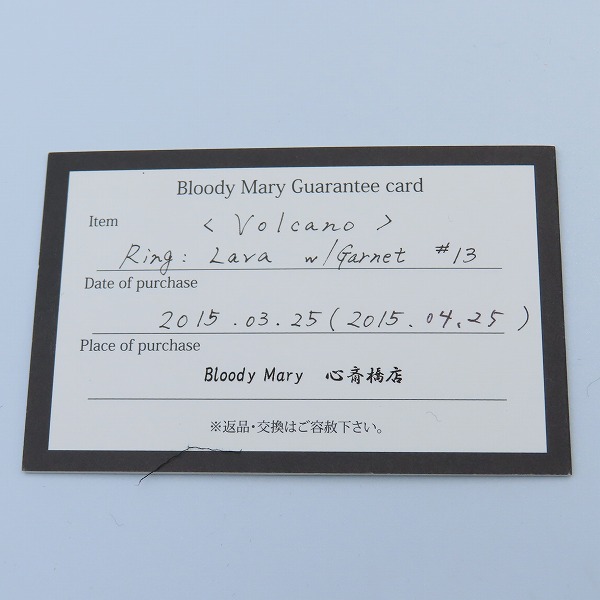 Bloody Mary Guarantee card
Item < Volcano >
Ring: Lava w/Garnet #13
Date of purchase
2015.03.25(2015.04.25)
Place of purchase
Bloody Mary 心斎橋店
※返品・交換はご容赦下さい。